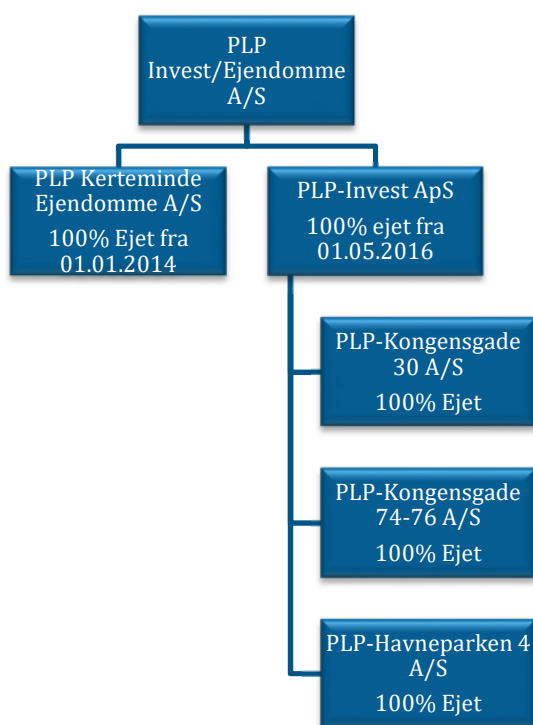 PLP
Invest/Ejendomme
A/S
PLP Kerteminde
Ejendomme A/S
100% Ejet fra
01.01.2014
PLP-Invest ApS
100% ejet fra
01.05.2016
PLP-Kongensgade
30 A/S
100% Ejet
PLP-Kongensgade
74-76 A/S
100% Ejet
PLP-Havneparken 4
A/S
100% Ejet